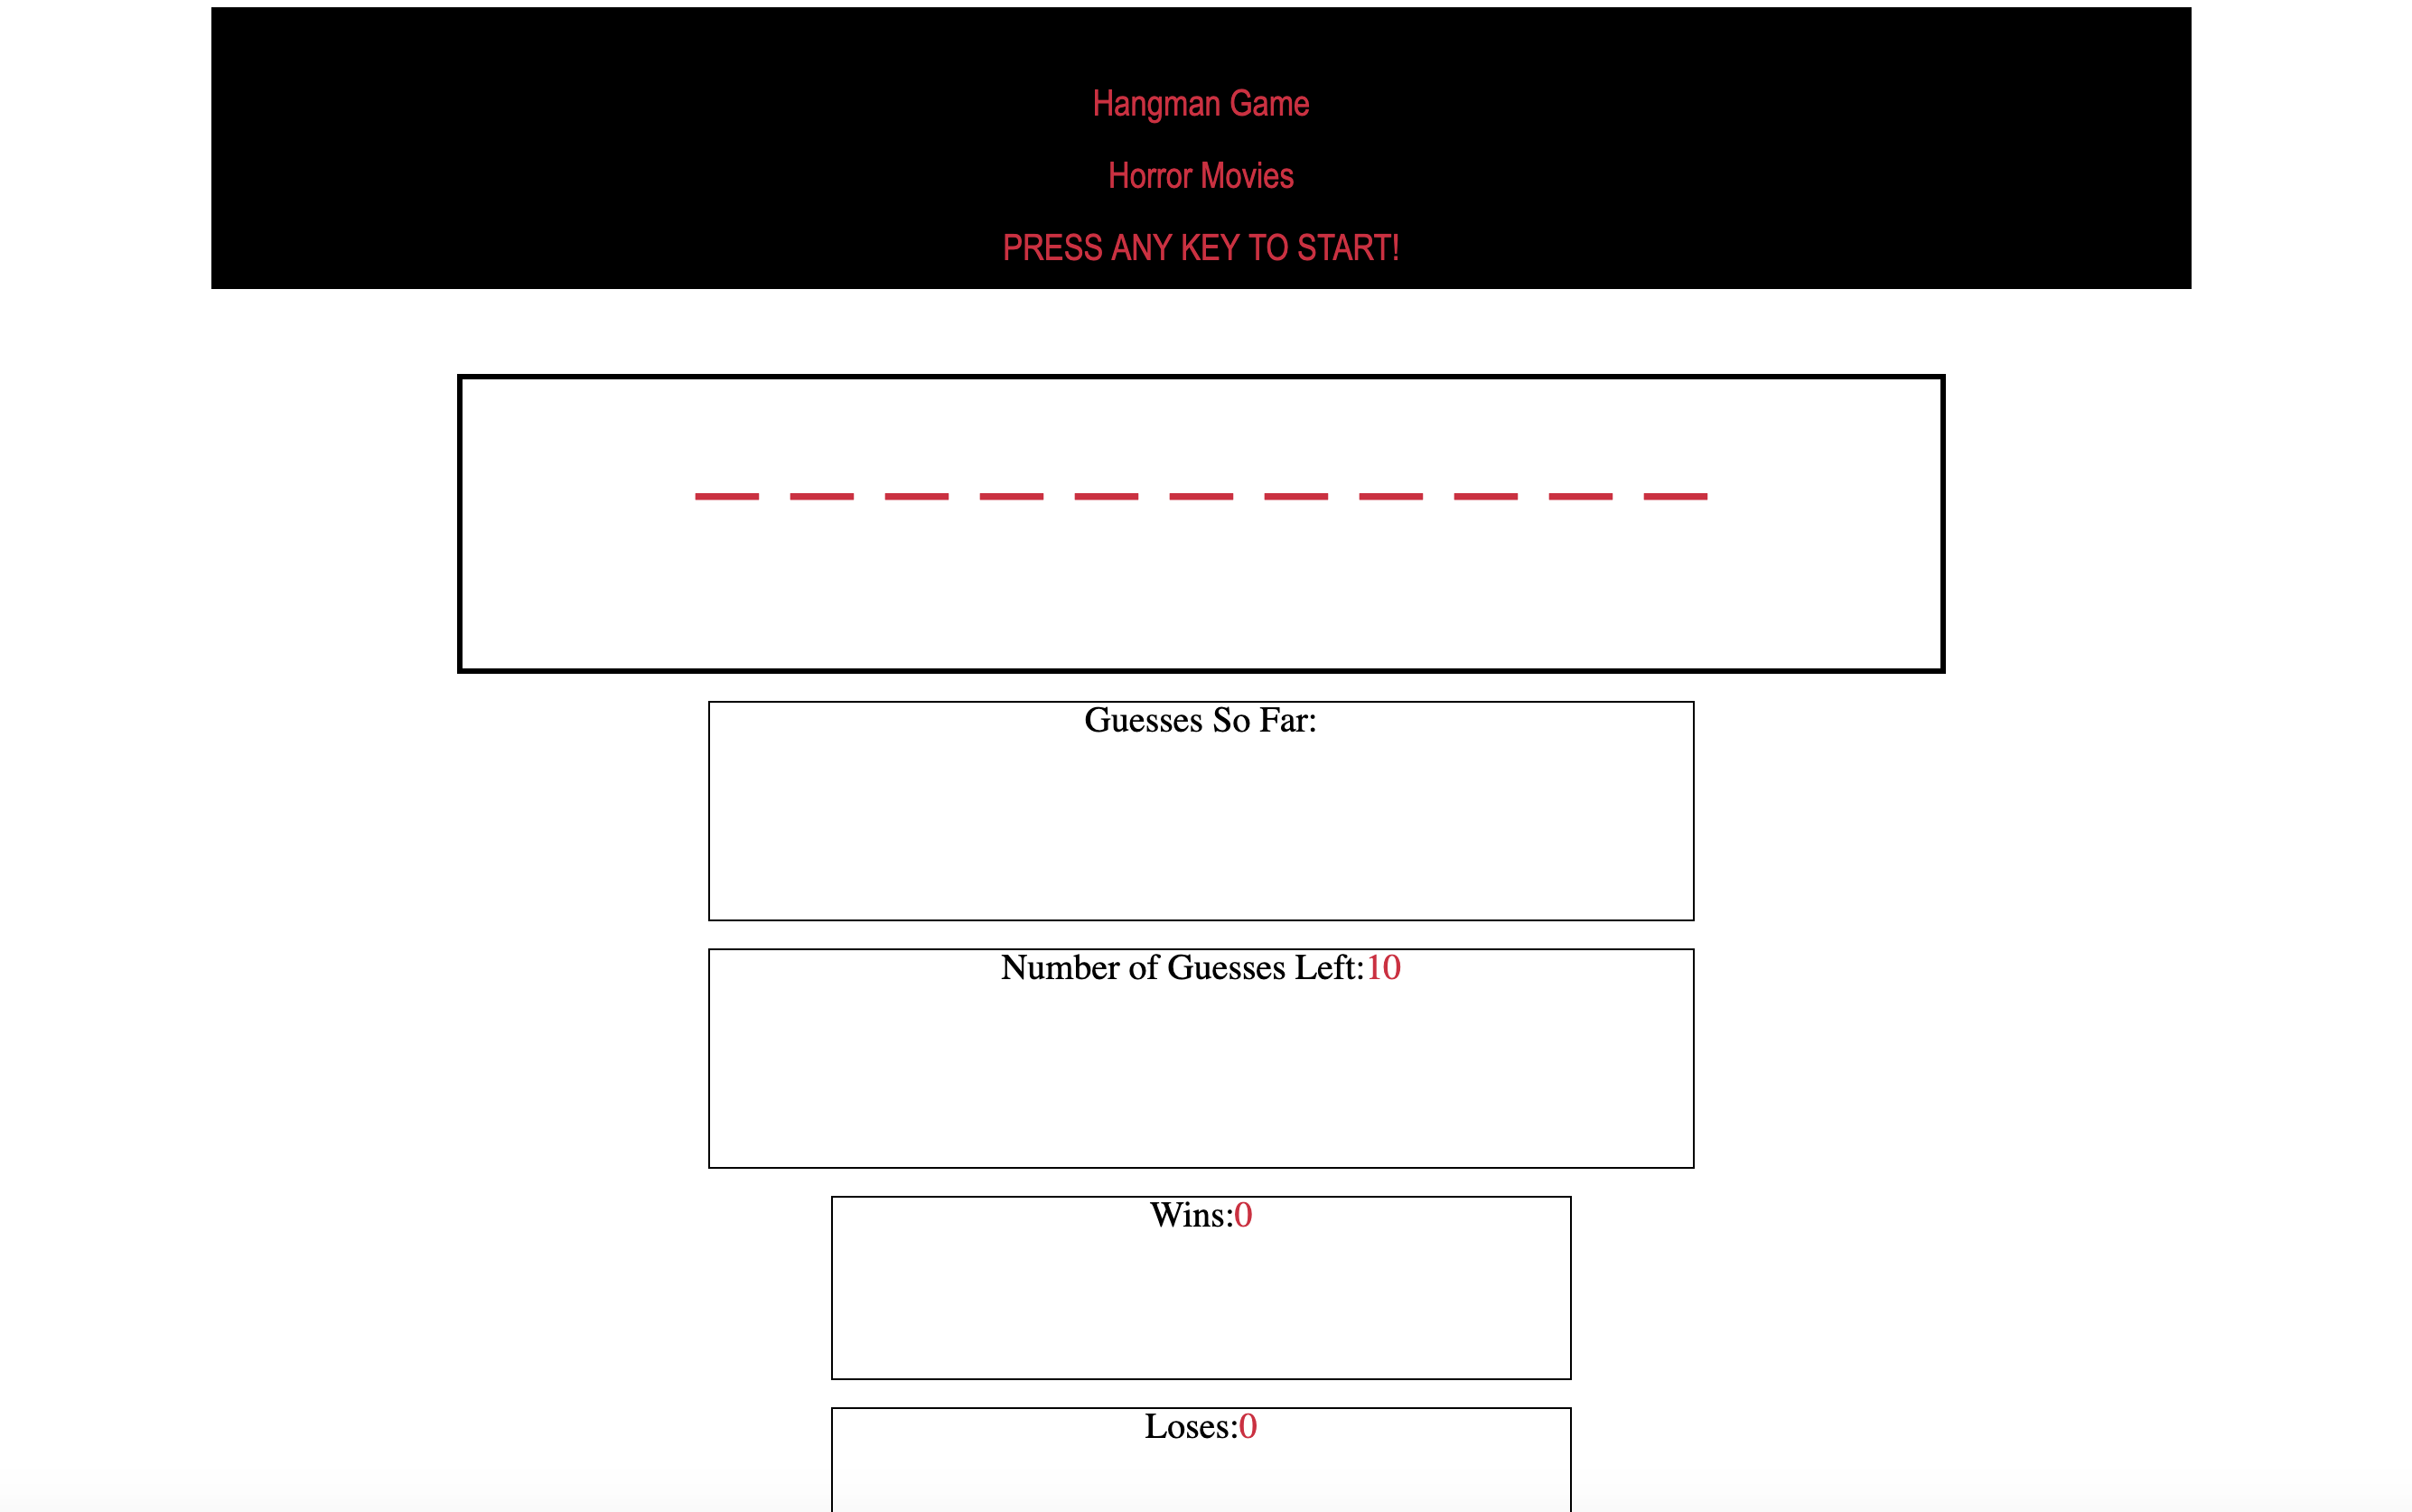 Hangman Game
Horror Movies
PRESS ANY KEY TO START!
_ _ _ _ _ _ _ _ _ _ _
Guesses So Far:
Number of Guesses Left:10
Wins:0
Loses:0